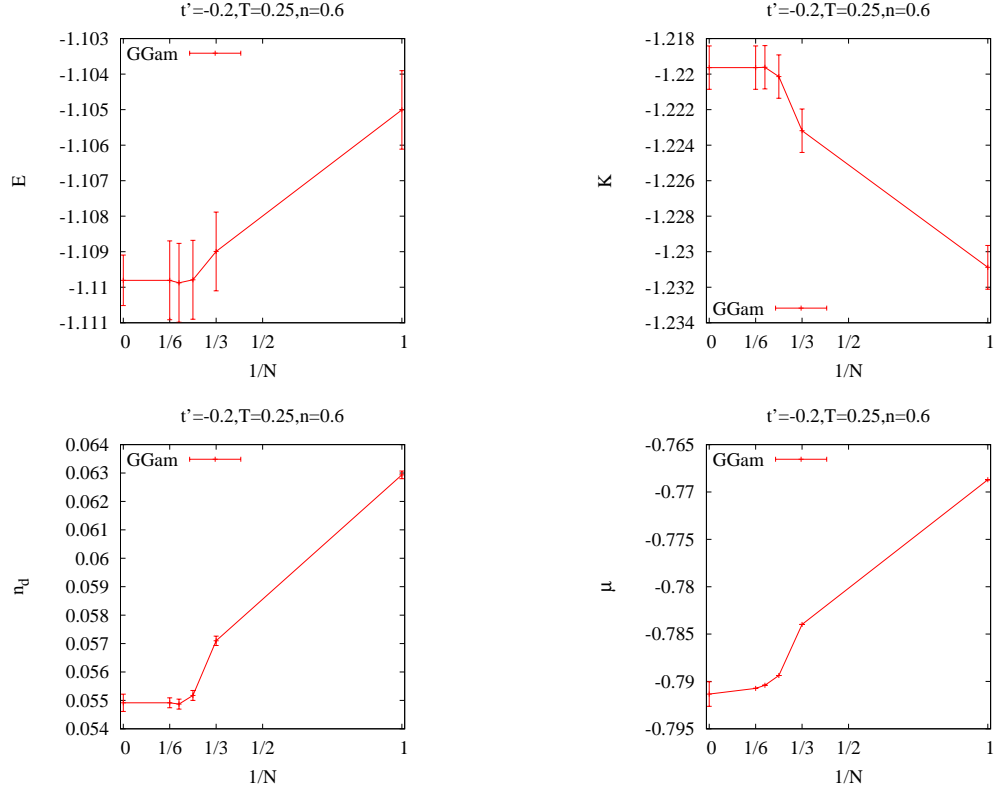 t'=-0.2,T=0.25,n=0.6
-1.103
-1.104
-1.105
-1.106
-1.107
-1.108
-1.109
-1.11
-1.111
E
GGam
0 1/6 1/3 1/2 1
1/N
t'=-0.2,T=0.25,n=0.6
-1.218
-1.22
-1.222
-1.224
-1.226
-1.228
-1.23
-1.232
-1.234
K
GGam
0 1/6 1/3 1/2 1
1/N
t'=-0.2,T=0.25,n=0.6
0.064
0.063
0.062
0.061
0.06
0.059
0.058
0.057
0.056
0.055
0.054
n_d
GGam
0 1/6 1/3 1/2 1
1/N
t'=-0.2,T=0.25,n=0.6
-0.765
-0.77
-0.775
-0.78
-0.785
-0.79
-0.795
μ
GGam
0 1/6 1/3 1/2 1
1/N